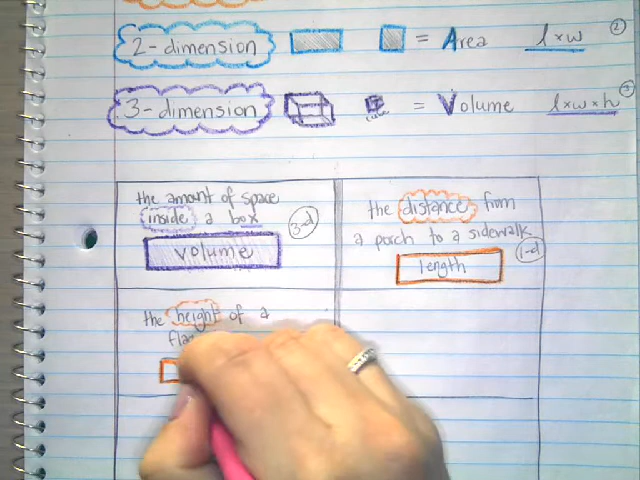 2-dimension = Area l x w ②
3-dimension = Volume l x w x h
the amount of space
inside a box 3-d
volume
the distance from
a porch to a sidewalk
1-d
length
the height of a